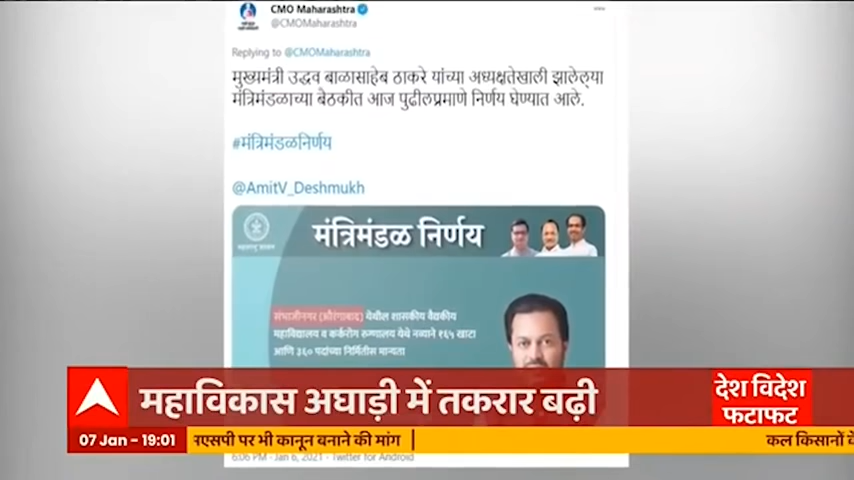 CMO Maharashtra
@CMOMaharashtra
Replying to @CMOMaharashtra
मुख्यमंत्री उद्धव बाळासाहेब ठाकरे यांच्या अध्यक्षतेखाली झालेल्या
मंत्रिमंडळाच्या बैठकीत आज पुढीलप्रमाणे निर्णय घेण्यात आले.
#मंत्रिमंडळनिर्णय
@AmitV_Deshmukh
मंत्रिमंडळ निर्णय
महाराष्ट्र शासन
संभाजीनगर (औरंगाबाद) येथील शासकीय वैद्यकीय
महाविद्यालय व कर्करोग रुग्णालय येथे नव्याने १६५ खाटा
आणि ३६० पदांच्या निर्मितीस मान्यता
महाविकास अघाड़ी में तकरार बढ़ी
देश विदेश
फटाफट
07 Jan - 19:01
एसपी पर भी कानून बनाने की मांग
कल किसानों
6:06 PM · Jan 6, 2021 · Twitter for Android